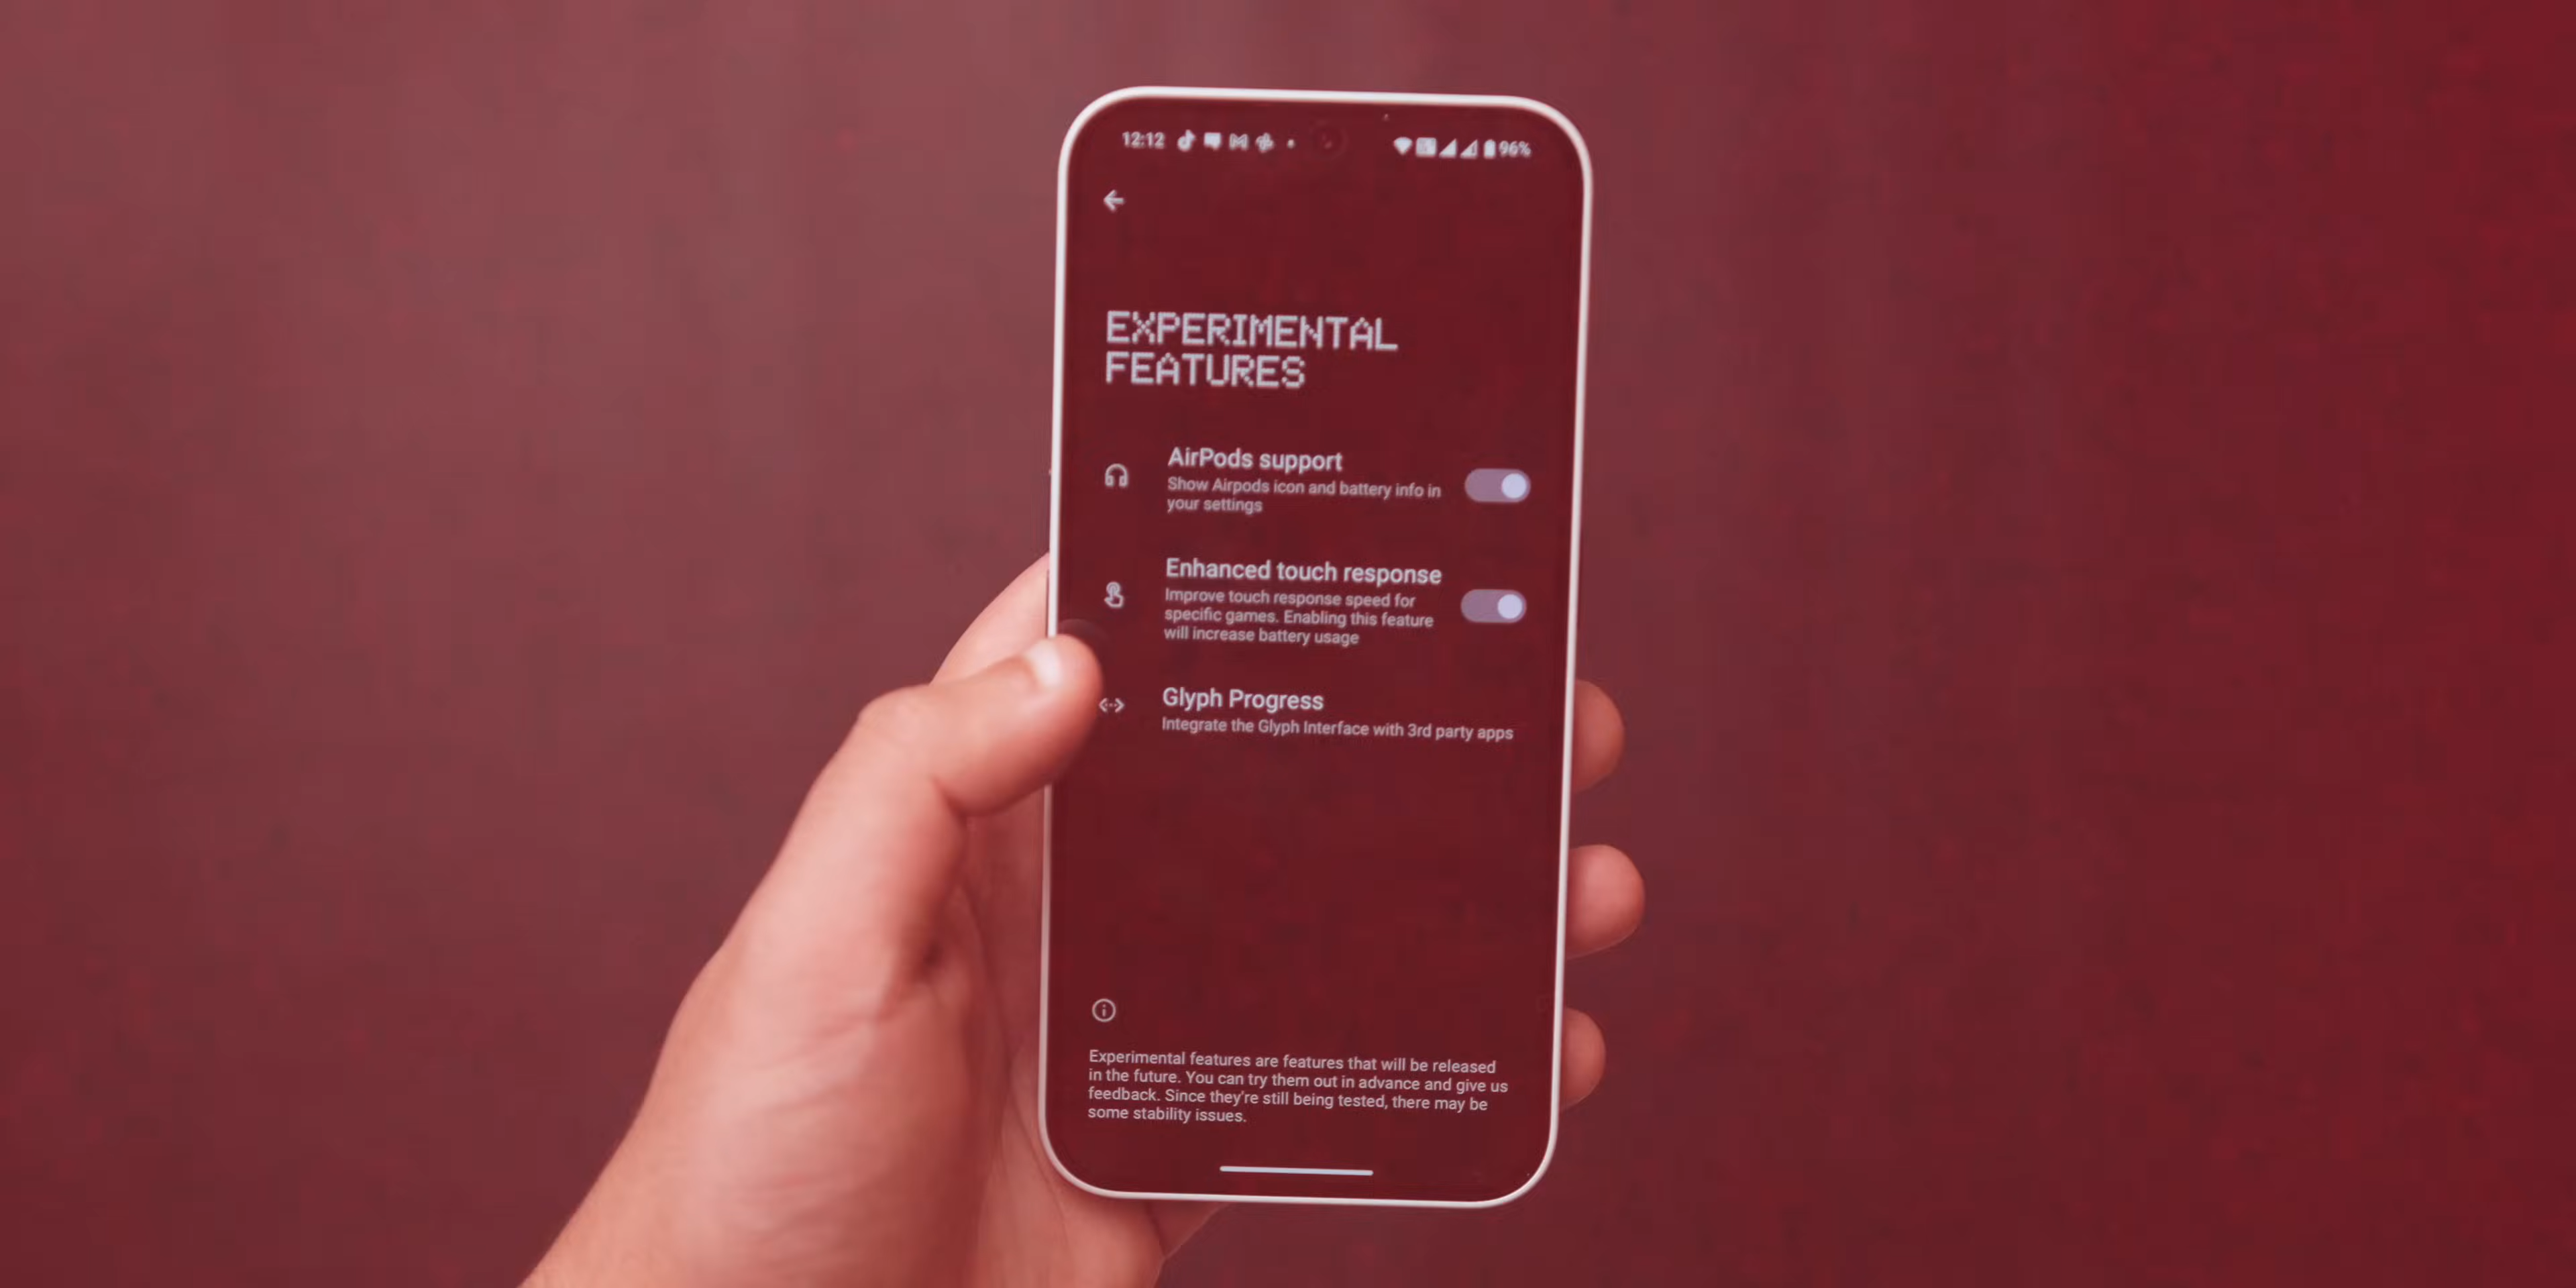 12:12
96%
EXPERIMENTAL
FEATURES
AirPods support
Show Airpods icon and battery info in
your settings
Enhanced touch response
Improve touch response speed for
specific games. Enabling this feature
will increase battery usage
Glyph Progress
Integrate the Glyph Interface with 3rd party apps
Experimental features are features that will be released
in the future. You can try them out in advance and give us
feedback. Since they're still being tested, there may be
some stability issues.